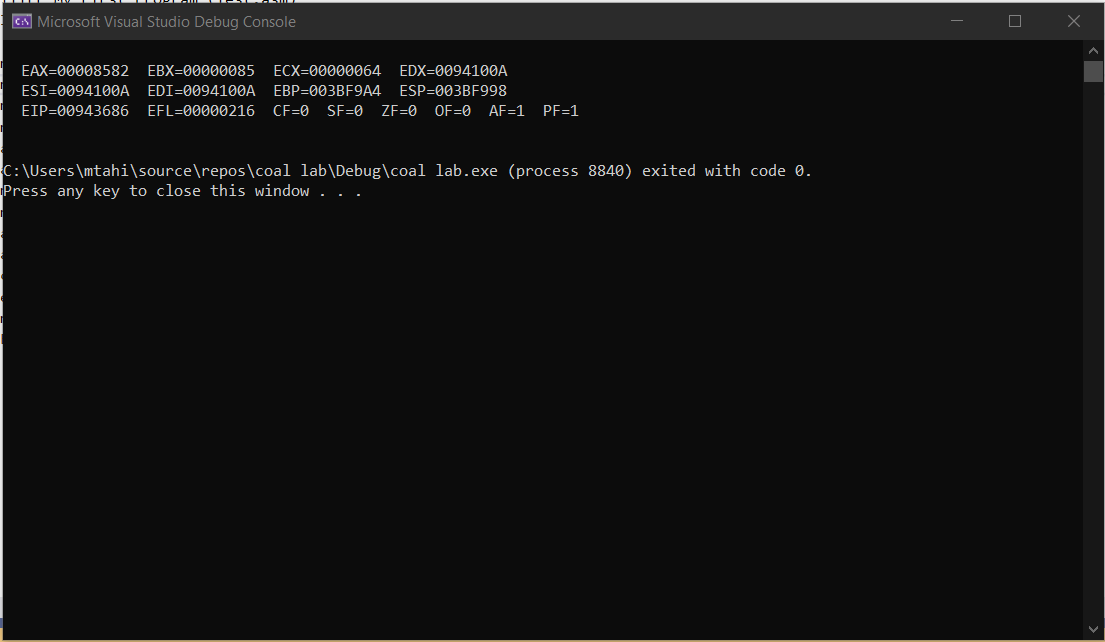 Microsoft Visual Studio Debug Console
EAX=00008582 EBX=00000085 ECX=00000064 EDX=0094100A
ESI=0094100A EDI=0094100A EBP=003BF9A4 ESP=003BF998
EIP=00943686 EFL=00000216 CF=0 SF=0 ZF=0 OF=0 AF=1 PF=1
C:\Users\mtahi\source\repos\coal lab\Debug\coal lab.exe (process 8840) exited with code 0.
Press any key to close this window . . .